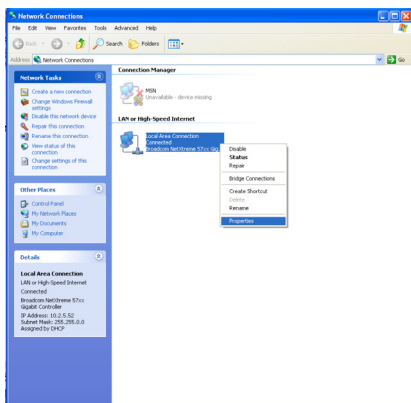 Network Connections
File Edit View Favorites Tools Advanced Help
Back Search Folders
Address Network Connections Go
Network Tasks
Create a new connection
Change Windows Firewall
settings
Disable this network device
Repair this connection
Rename this connection
View status of this
connection
Change settings of this
connection
Other Places
Control Panel
My Network Places
My Documents
My Computer
Details
Local Area Connection
LAN or High-Speed Internet
Connected
Broadcom NetXtreme 57xx
Gigabit Controller
IP Address: 10.2.5.52
Subnet Mask: 255.255.0.0
Assigned by DHCP
Connection Manager
MSN
Unavailable - device missing
LAN or High-Speed Internet
Local Area Connection
Connected
Broadcom NetXtreme 57xx Gig
Disable
Status
Repair
Bridge Connections
Create Shortcut
Delete
Rename
Properties